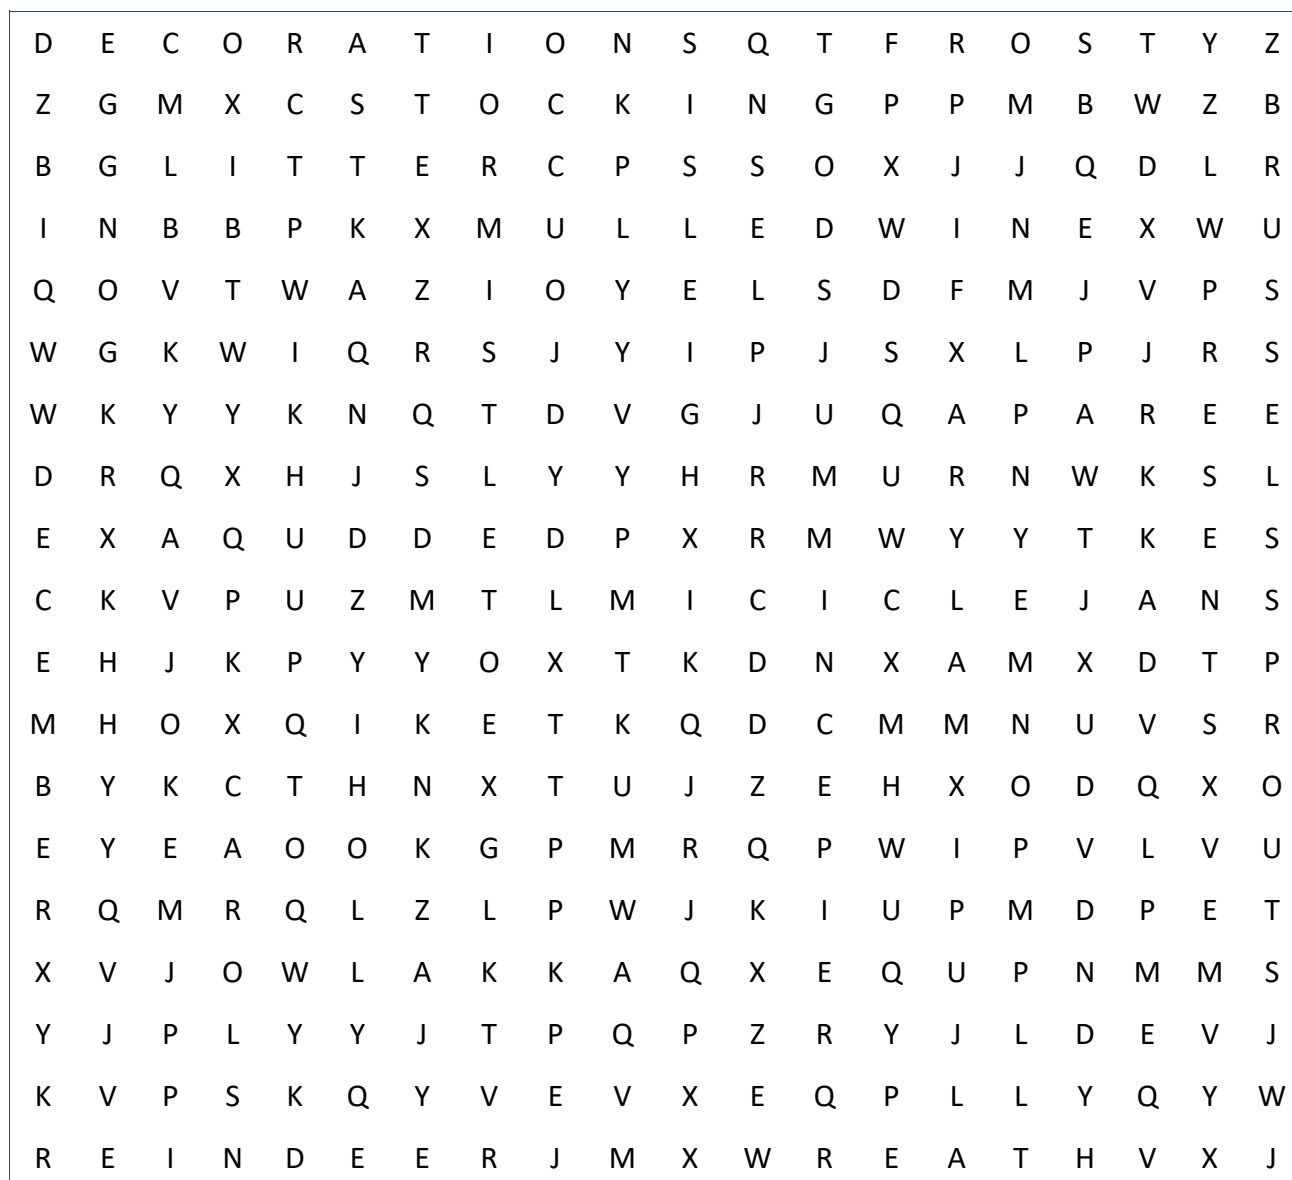 D E C O R A T I O N S Q T F R O S T Y Z
Z G M X C S T O C K I N G P P M B W Z B
B G L I T T E R C P S S O X J J Q D L R
I N B B P K X M U L L E D W I N E X W U
Q O V T W A Z I O Y E L S D F M J V P S
W G K W I Q R S J Y I P J S X L P J R S
W K Y Y K N Q T D V G J U Q A P A R E E
D R Q X H J S L Y Y H R M U R N W K S L
E X A Q U D D E D P X R M W Y Y T K E S
C K V P U Z M T L M I C I C L E J A N S
E H J K P Y Y O X T K D N X A M X D T P
M H O X Q I K E T K Q D C M M N U V S R
B Y K C T H N X T U J Z E H X O D Q X O
E Y E A O O K G P M R Q P W I P V L V U
R Q M R Q L Z L P W J K I U P M D P E T
X V J O W L A K K A Q X E Q U P N M M S
Y J P L Y Y J T P Q P Z R Y J L D E V J
K V P S K Q Y V E V X E Q P L L Y Q Y W
R E I N D E E R J M X W R E A T H V X J